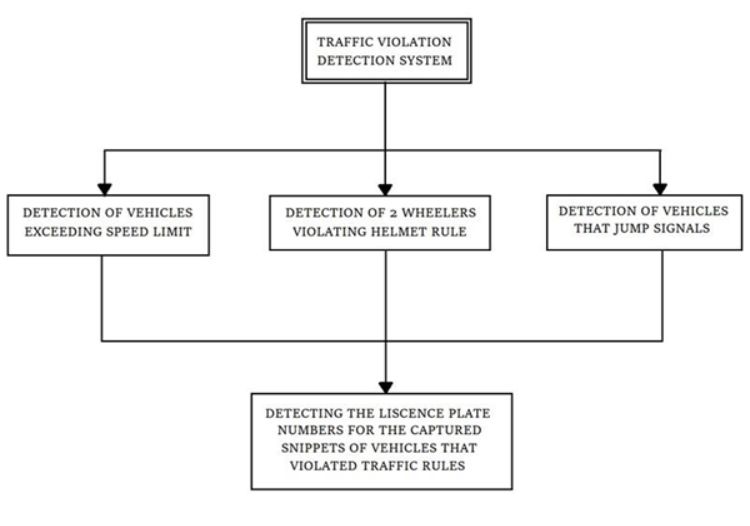 TRAFFIC VIOLATION
DETECTION SYSTEM
DETECTION OF VEHICLES
EXCEEDING SPEED LIMIT
DETECTION OF 2 WHEELERS
VIOLATING HELMET RULE
DETECTION OF VEHICLES
THAT JUMP SIGNALS
DETECTING THE LISCENCE PLATE
NUMBERS FOR THE CAPTURED
SNIPPETS OF VEHICLES THAT
VIOLATED TRAFFIC RULES